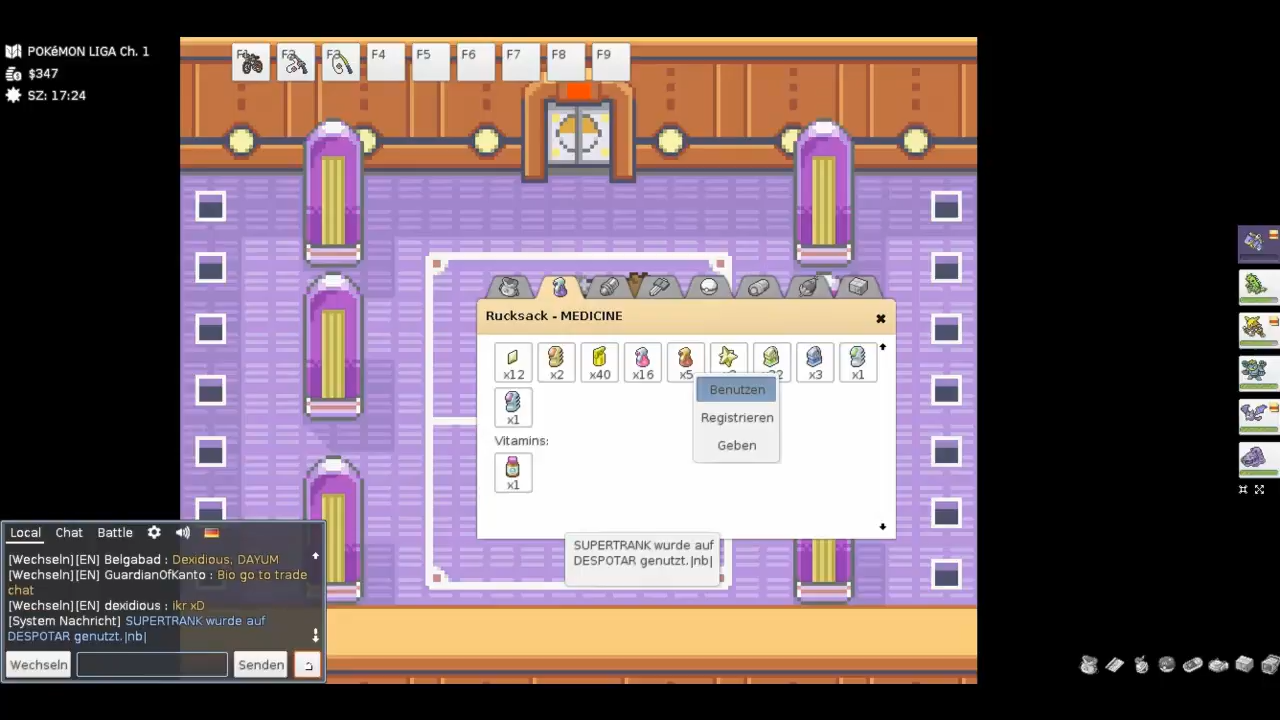 POKéMON LIGA Ch. 1
$347
SZ: 17:24
F1 F2 F3 F4 F5 F6 F7 F8 F9
Rucksack - MEDICINE
x12 x2 x40 x16 x5 x3 x1
Benutzen
x1
Registrieren
Vitamins:
Geben
x1
SUPERTRANK wurde auf
DESPOTAR genutzt.|nb|
Local Chat Battle
[Wechseln][EN] Belgabad : Dexidious, DAYUM
[Wechseln][EN] GuardianOfKanto : Bio go to trade
chat
[Wechseln][EN] dexidious : ikr xD
[System Nachricht] SUPERTRANK wurde auf
DESPOTAR genutzt.|nb|
Wechseln Senden